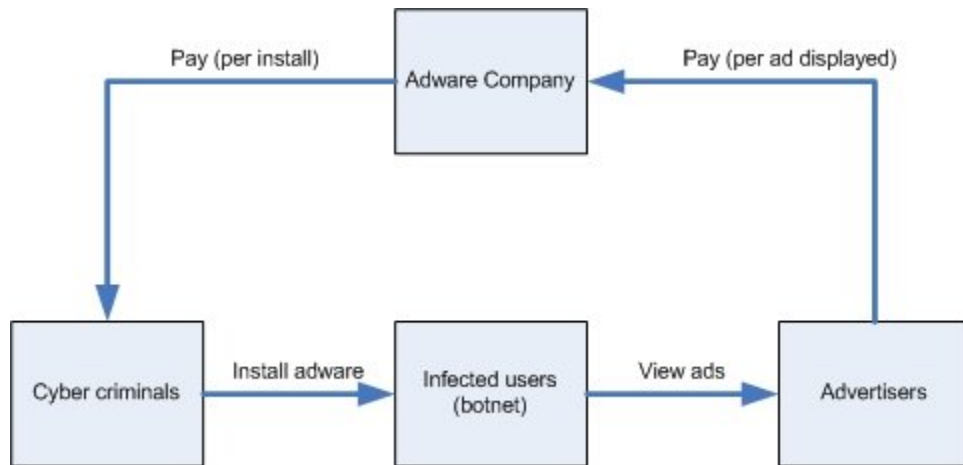 Pay (per install)
Pay (per ad displayed)
Adware Company
Cyber criminals
Install adware
Infected users
(botnet)
View ads
Advertisers